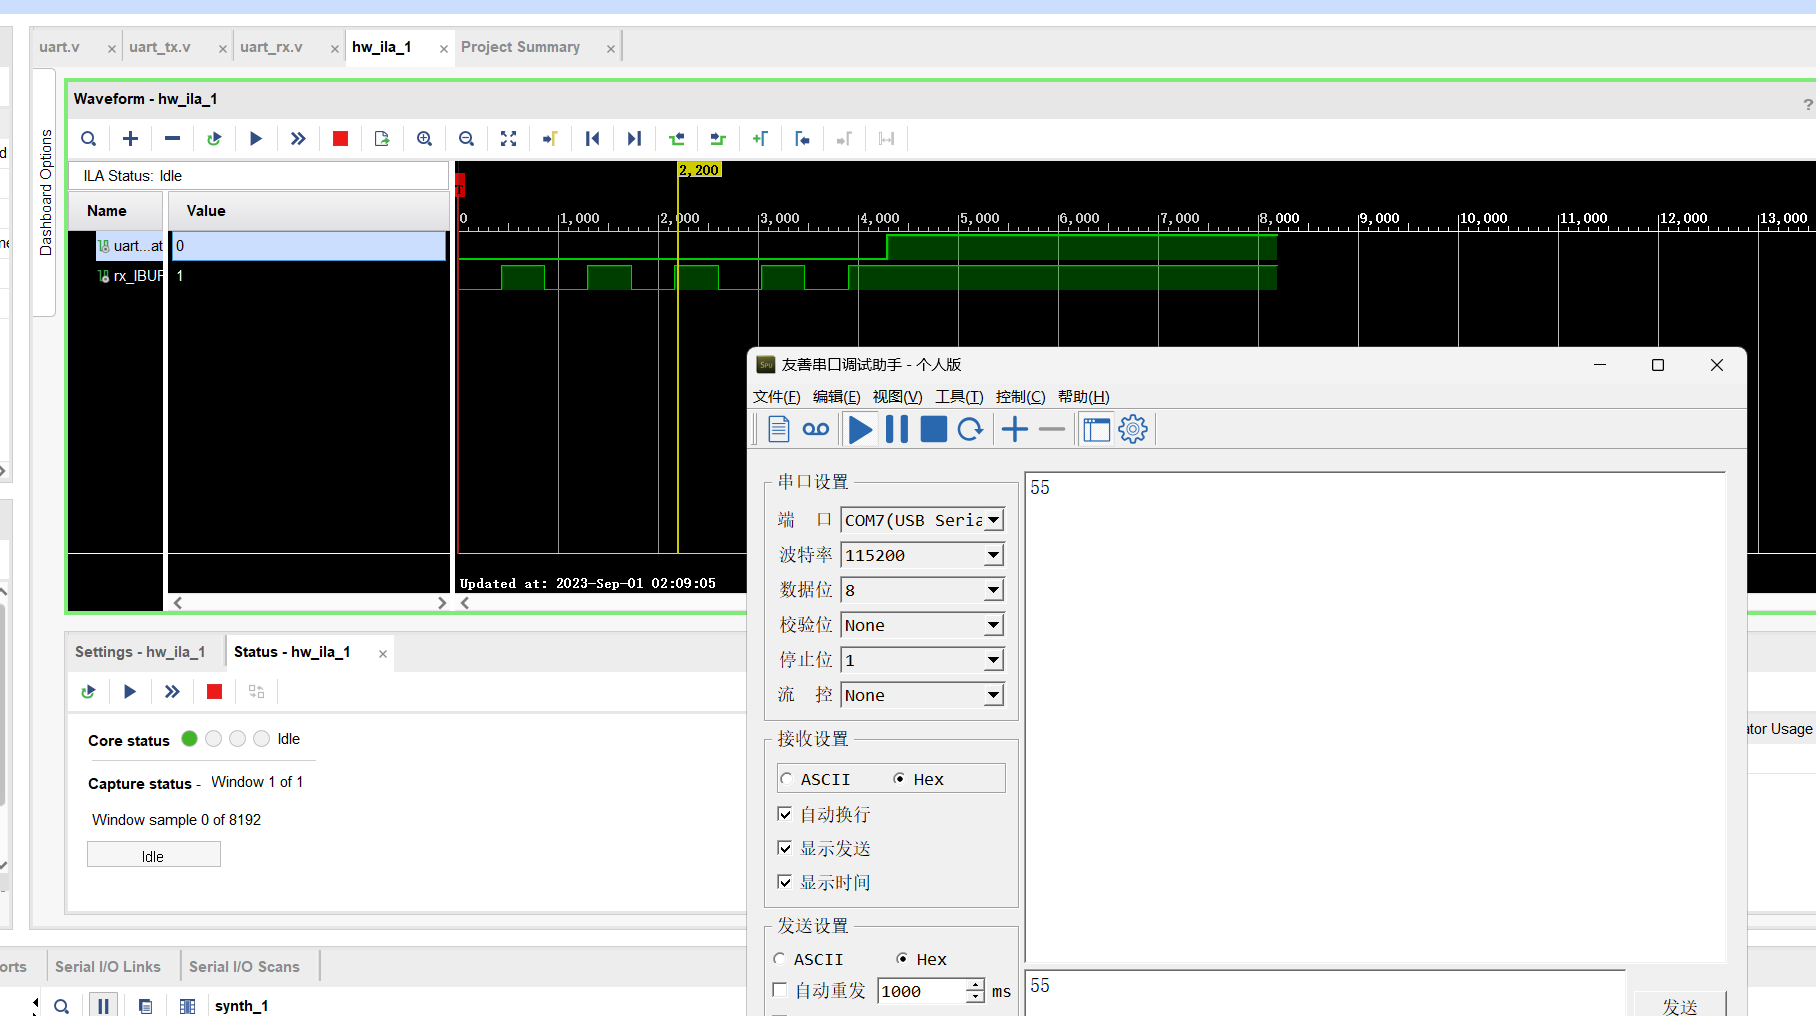 uart.v × uart_tx.v × uart_rx.v × hw_ila_1 × Project Summary ×
Dashboard Options
Waveform - hw_ila_1
?
ILA Status: Idle
Name Value
uart...at 0
rx_IBUF 1
2,200
T
0 1,000 2,000 3,000 4,000 5,000 6,000 7,000 8,000 9,000 10,000 11,000 12,000 13,000
Updated at: 2023-Sep-01 02:09:05
Settings - hw_ila_1 Status - hw_ila_1 ×
Core status Idle
Capture status - Window 1 of 1
Window sample 0 of 8192
Idle
ator Usage
orts Serial I/O Links Serial I/O Scans
synth_1
友善串口调试助手 - 个人版
文件(F) 编辑(E) 视图(V) 工具(T) 控制(C) 帮助(H)
串口设置
端 口 COM7(USB Seria
波特率 115200
数据位 8
校验位 None
停止位 1
流 控 None
接收设置
ASCII Hex
自动换行
显示发送
显示时间
发送设置
ASCII Hex
自动重发 1000 ms
55
55
发送